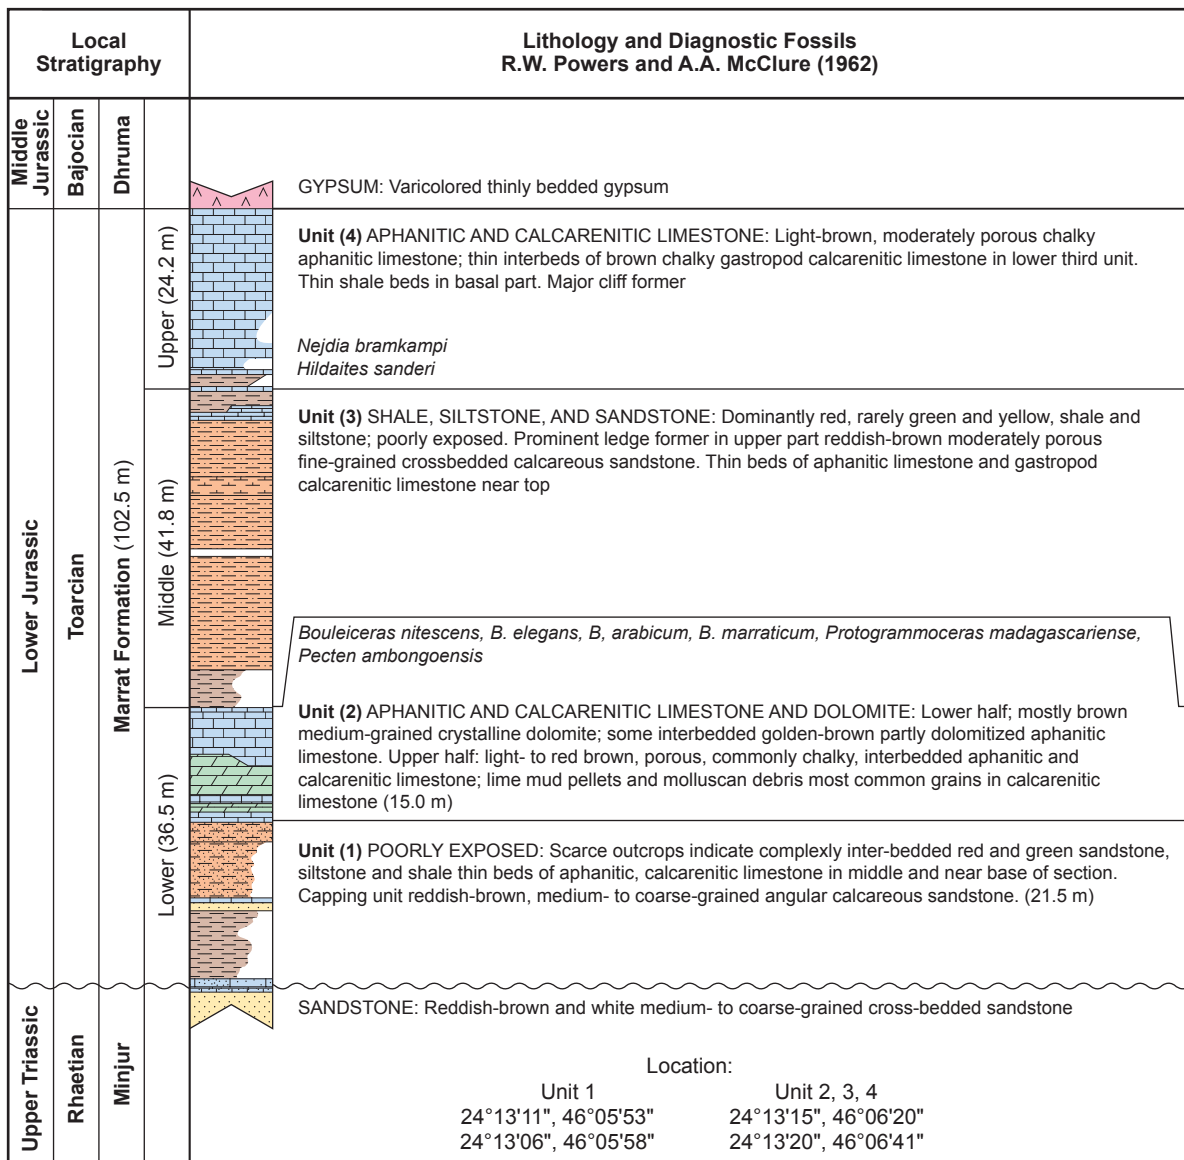 Local
Stratigraphy
Lithology and Diagnostic Fossils
R.W. Powers and A.A. McClure (1962)
Middle
Jurassic
Bajocian
Dhruma
GYPSUM: Varicolored thinly bedded gypsum
Lower Jurassic
Toarcian
Marrat Formation (102.5 m)
Upper (24.2 m)
Unit (4) APHANITIC AND CALCARENITIC LIMESTONE: Light-brown, moderately porous chalky
aphanitic limestone; thin interbeds of brown chalky gastropod calcarenitic limestone in lower third unit.
Thin shale beds in basal part. Major cliff former
Nejdia bramkampi
Hildaites sanderi
Middle (41.8 m)
Unit (3) SHALE, SILTSTONE, AND SANDSTONE: Dominantly red, rarely green and yellow, shale and
siltstone; poorly exposed. Prominent ledge former in upper part reddish-brown moderately porous
fine-grained crossbedded calcareous sandstone. Thin beds of aphanitic limestone and gastropod
calcarenitic limestone near top
Bouleiceras nitescens, B. elegans, B, arabicum, B. marraticum, Protogrammoceras madagascariense,
Pecten ambongoensis
Lower (36.5 m)
Unit (2) APHANITIC AND CALCARENITIC LIMESTONE AND DOLOMITE: Lower half; mostly brown
medium-grained crystalline dolomite; some interbedded golden-brown partly dolomitized aphanitic
limestone. Upper half: light- to red brown, porous, commonly chalky, interbedded aphanitic and
calcarenitic limestone; lime mud pellets and molluscan debris most common grains in calcarenitic
limestone (15.0 m)
Unit (1) POORLY EXPOSED: Scarce outcrops indicate complexly inter-bedded red and green sandstone,
siltstone and shale thin beds of aphanitic, calcarenitic limestone in middle and near base of section.
Capping unit reddish-brown, medium- to coarse-grained angular calcareous sandstone. (21.5 m)
Upper Triassic
Rhaetian
Minjur
SANDSTONE: Reddish-brown and white medium- to coarse-grained cross-bedded sandstone
Location:
Unit 1
24°13'11", 46°05'53"
24°13'06", 46°05'58"
Unit 2, 3, 4
24°13'15", 46°06'20"
24°13'20", 46°06'41"